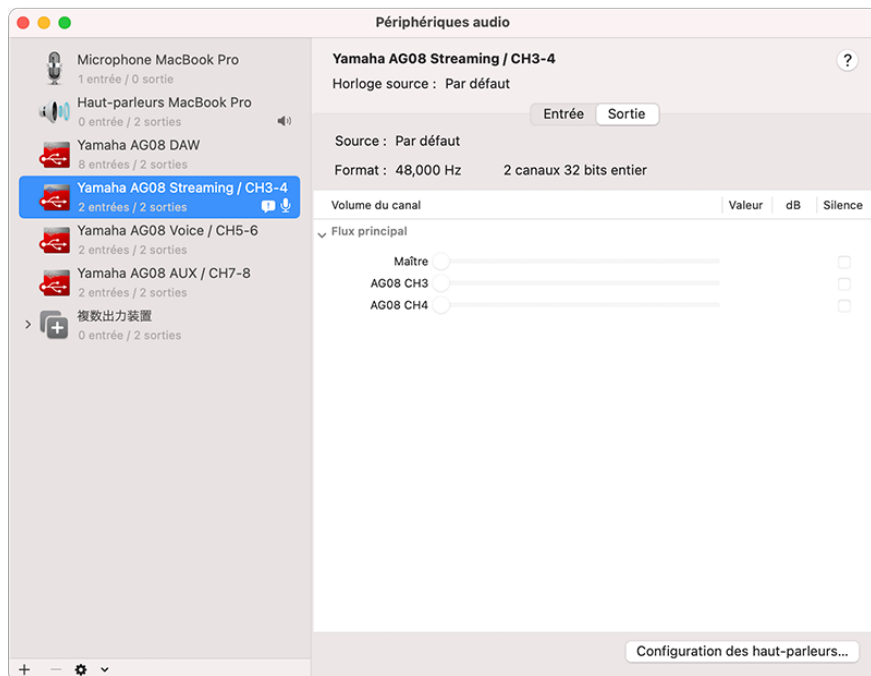 Périphériques audio
Microphone MacBook Pro
1 entrée / 0 sortie
Haut-parleurs MacBook Pro
0 entrée / 2 sorties
Yamaha AG08 DAW
8 entrées / 2 sorties
Yamaha AG08 Streaming / CH3-4
2 entrées / 2 sorties
Yamaha AG08 Voice / CH5-6
2 entrées / 2 sorties
Yamaha AG08 AUX / CH7-8
2 entrées / 2 sorties
複数出力装置
0 entrée / 2 sorties
Yamaha AG08 Streaming / CH3-4
?
Horloge source : Par défaut
Entrée Sortie
Source : Par défaut
Format : 48,000 Hz 2 canaux 32 bits entier
Volume du canal Valeur dB Silence
Flux principal
Maître
AG08 CH3
AG08 CH4
Configuration des haut-parleurs...